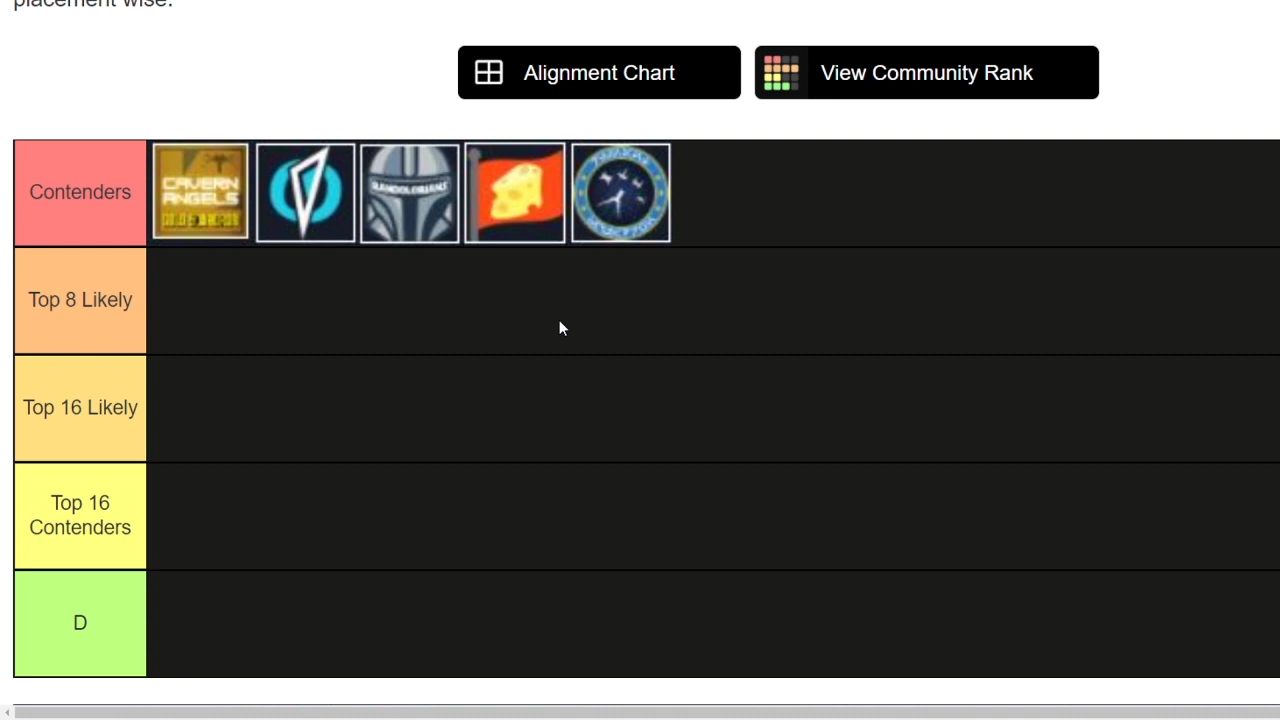 placement wise.
Alignment Chart
View Community Rank
Contenders
CAVERN
ANGELS
Top 8 Likely
Top 16 Likely
Top 16
Contenders
D